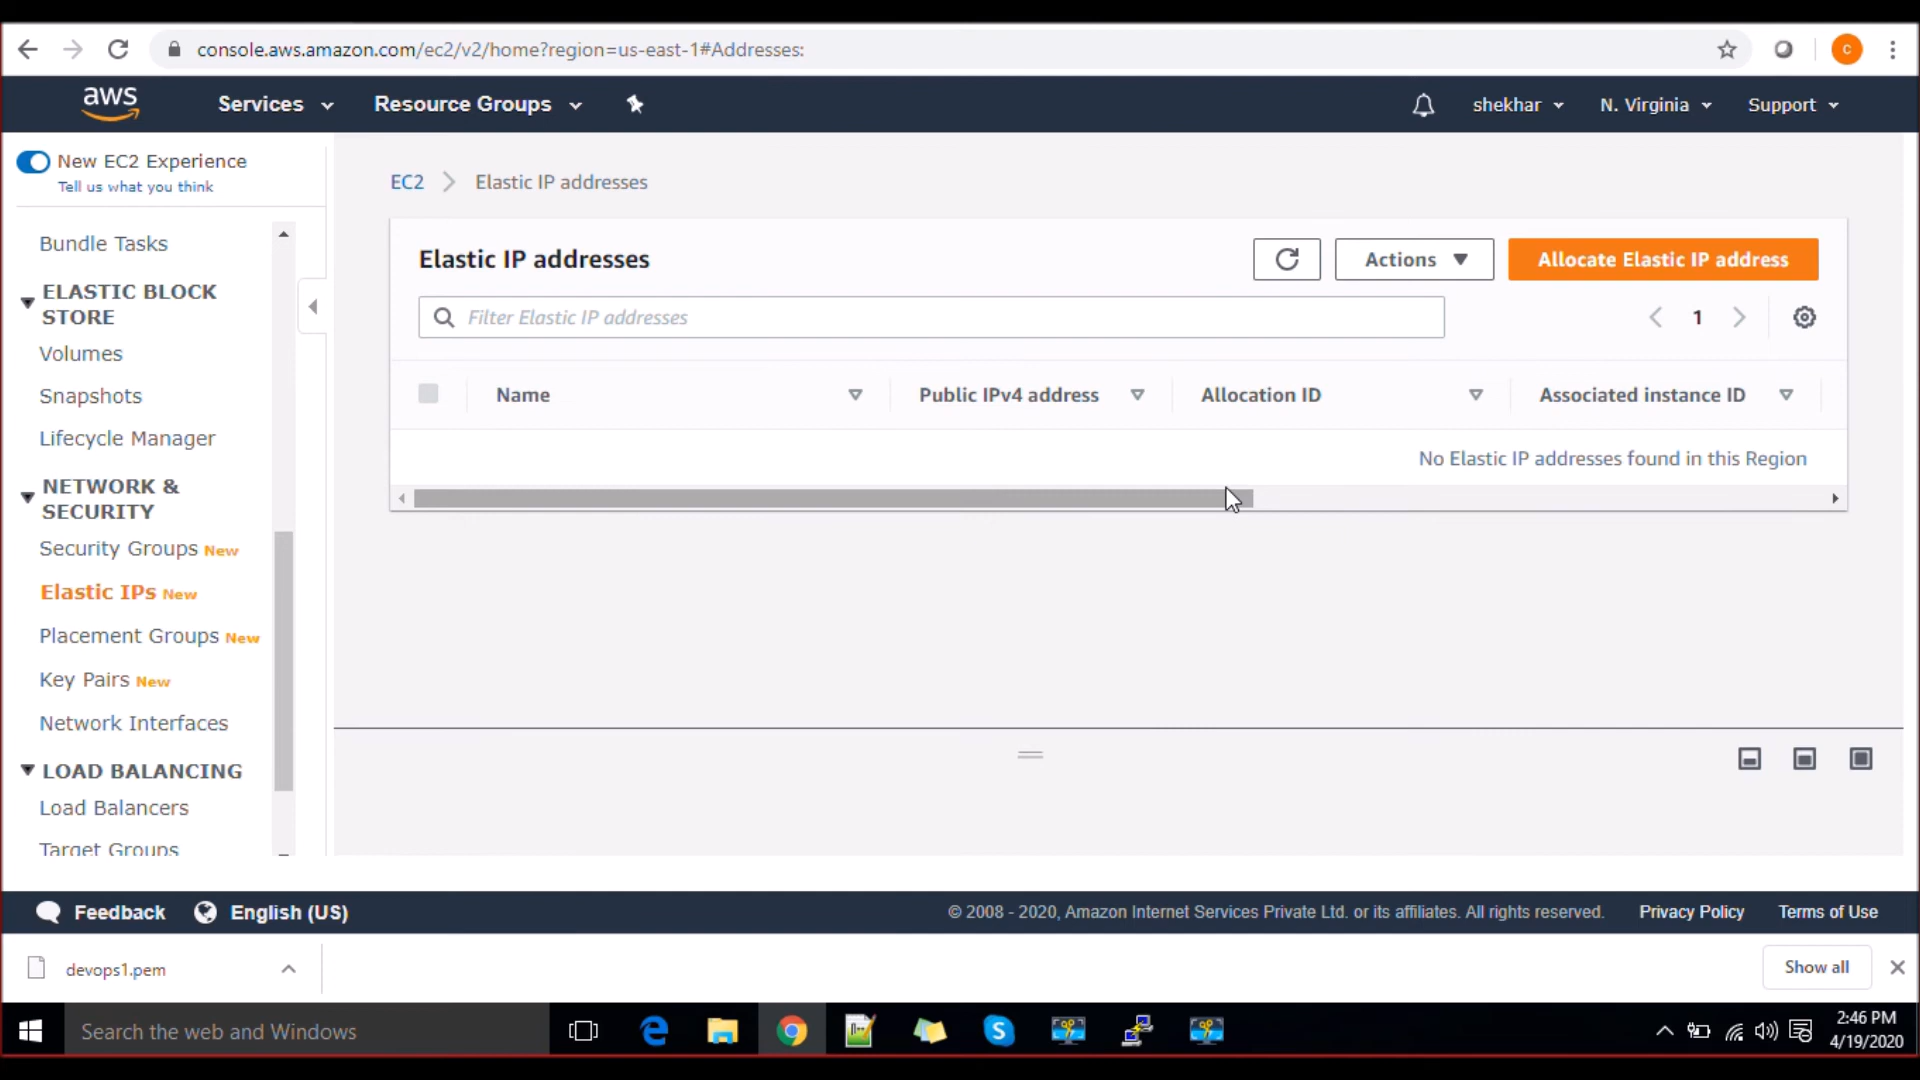 console.aws.amazon.com/ec2/v2/home?region=us-east-1#Addresses:
C
aws
Services
Resource Groups
shekhar
N. Virginia
Support
New EC2 Experience
Tell us what you think
Bundle Tasks
ELASTIC BLOCK
STORE
Volumes
Snapshots
Lifecycle Manager
NETWORK &
SECURITY
Security Groups New
Elastic IPs New
Placement Groups New
Key Pairs New
Network Interfaces
LOAD BALANCING
Load Balancers
Target Groups
EC2
Elastic IP addresses
Elastic IP addresses
Actions
Allocate Elastic IP address
Filter Elastic IP addresses
1
Name
Public IPv4 address
Allocation ID
Associated instance ID
No Elastic IP addresses found in this Region
Feedback
English (US)
© 2008 - 2020, Amazon Internet Services Private Ltd. or its affiliates. All rights reserved.
Privacy Policy
Terms of Use
devops1.pem
Show all
Search the web and Windows
2:46 PM
4/19/2020